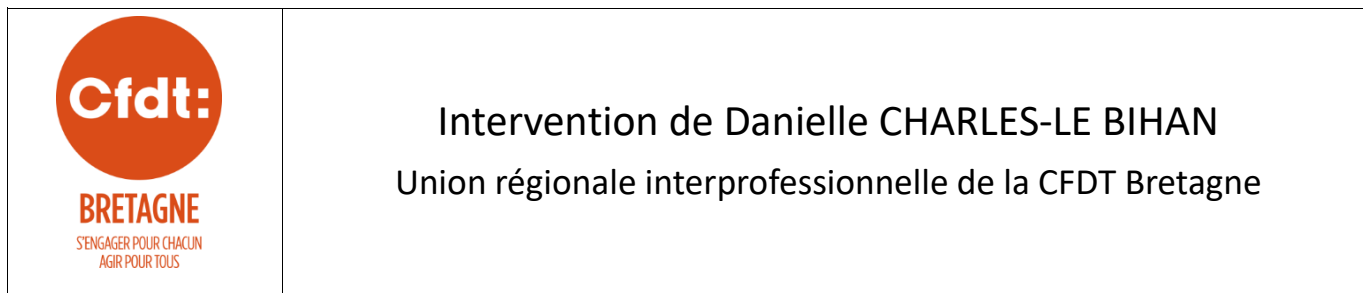 Cfdt:
BRETAGNE
S'ENGAGER POUR CHACUN
AGIR POUR TOUS
Intervention de Danielle CHARLES-LE BIHAN
Union régionale interprofessionnelle de la CFDT Bretagne